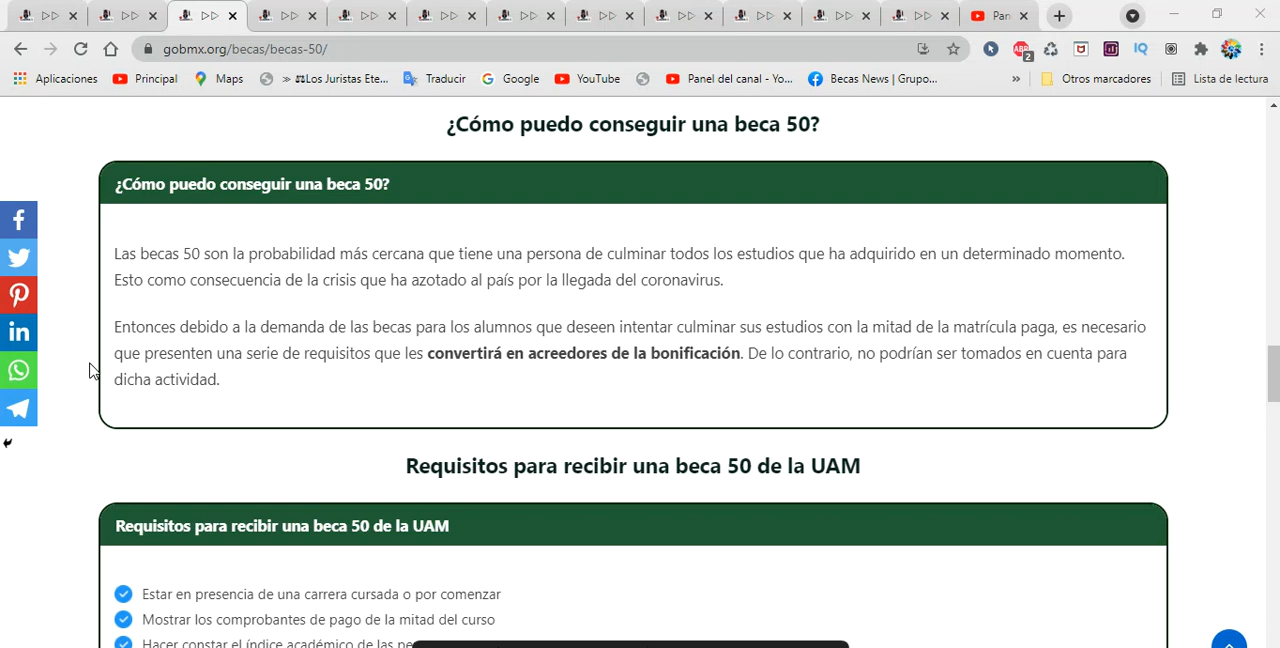 Pan
gobmx.org/becas/becas-50/
ABP 2 IQ
Aplicaciones Principal Maps » Los Juristas Ete... Traducir Google YouTube Panel del canal - Yo... Becas News | Grupo... » Otros marcadores Lista de lectura
¿Cómo puedo conseguir una beca 50?
¿Cómo puedo conseguir una beca 50?
Las becas 50 son la probabilidad más cercana que tiene una persona de culminar todos los estudios que ha adquirido en un determinado momento.
Esto como consecuencia de la crisis que ha azotado al país por la llegada del coronavirus.
Entonces debido a la demanda de las becas para los alumnos que deseen intentar culminar sus estudios con la mitad de la matrícula paga, es necesario
que presenten una serie de requisitos que les convertirá en acreedores de la bonificación. De lo contrario, no podrían ser tomados en cuenta para
dicha actividad.
Requisitos para recibir una beca 50 de la UAM
Requisitos para recibir una beca 50 de la UAM
Estar en presencia de una carrera cursada o por comenzar
Mostrar los comprobantes de pago de la mitad del curso
Hacer constar el índice académico de las